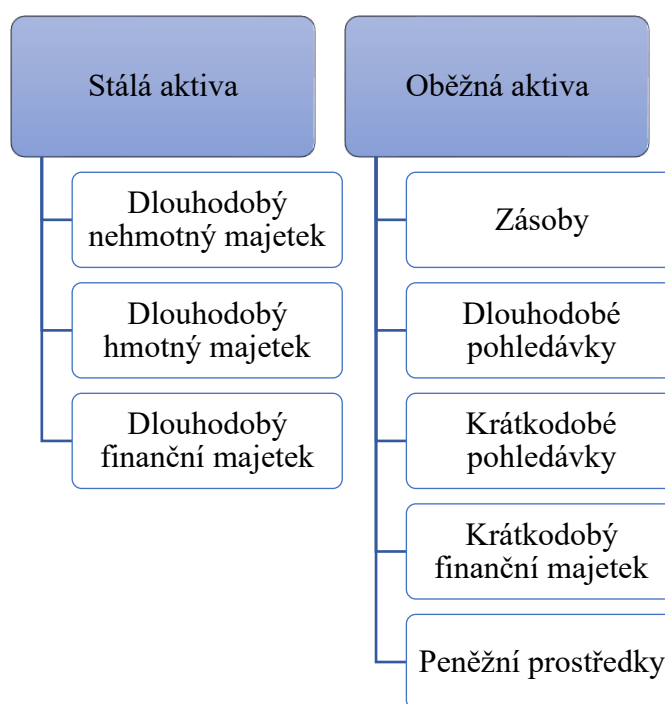 Stálá aktiva
Dlouhodobý
nehmotný majetek
Dlouhodobý
hmotný majetek
Dlouhodobý
finanční majetek
Oběžná aktiva
Zásoby
Dlouhodobé
pohledávky
Krátkodobé
pohledávky
Krátkodobý
finanční majetek
Peněžní prostředky